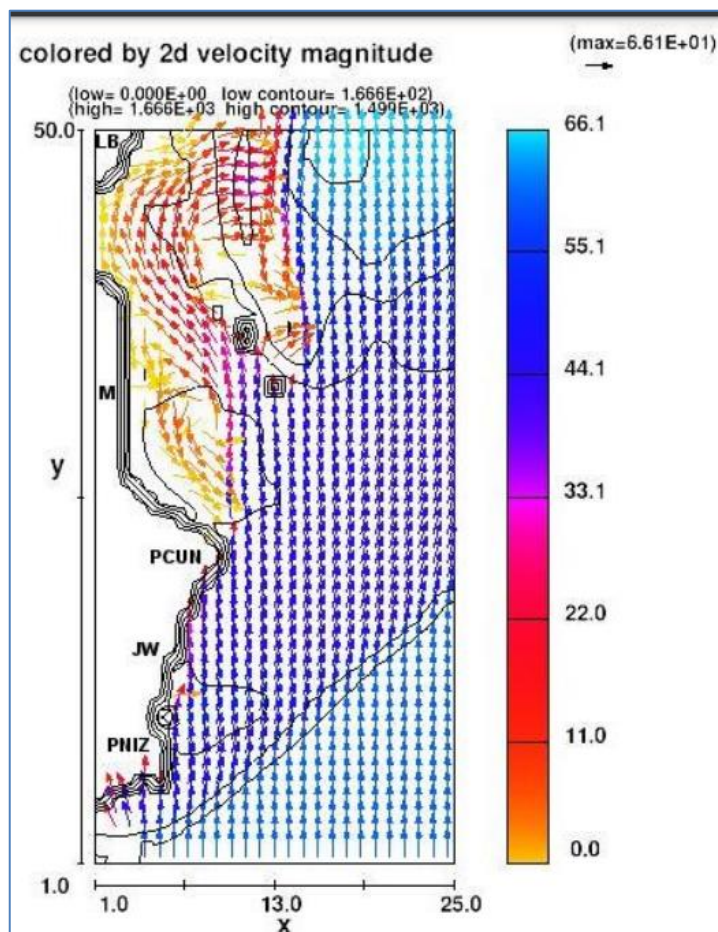 (max=6.61E+01)
colored by 2d velocity magnitude
(low= 0.000E+00 low contour= 1.666E+02)
(high= 1.666E+03 high contour= 1.499E+03)
50.0
LB
66.1
55.1
44.1
M
y
33.1
PCUN
22.0
JW
11.0
PNIZ
0.0
1.0
1.0 13.0 25.0
x